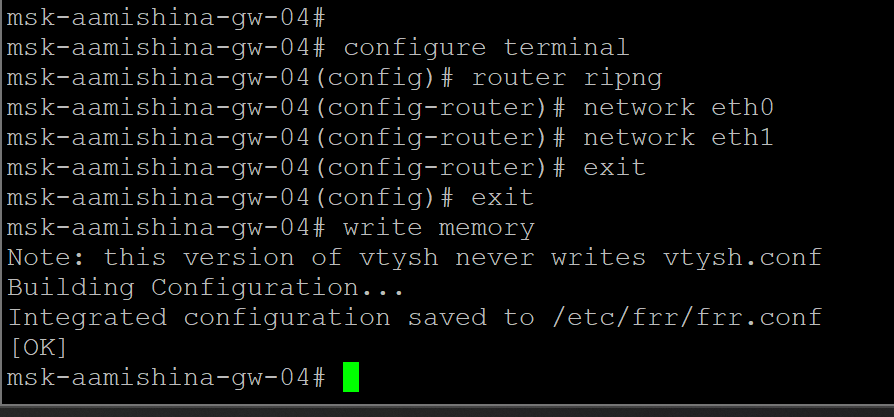 msk-aamishina-gw-04#
msk-aamishina-gw-04# configure terminal
msk-aamishina-gw-04(config)# router ripng
msk-aamishina-gw-04(config-router)# network eth0
msk-aamishina-gw-04(config-router)# network eth1
msk-aamishina-gw-04(config-router)# exit
msk-aamishina-gw-04(config)# exit
msk-aamishina-gw-04# write memory
Note: this version of vtysh never writes vtysh.conf
Building Configuration...
Integrated configuration saved to /etc/frr/frr.conf
[OK]
msk-aamishina-gw-04#